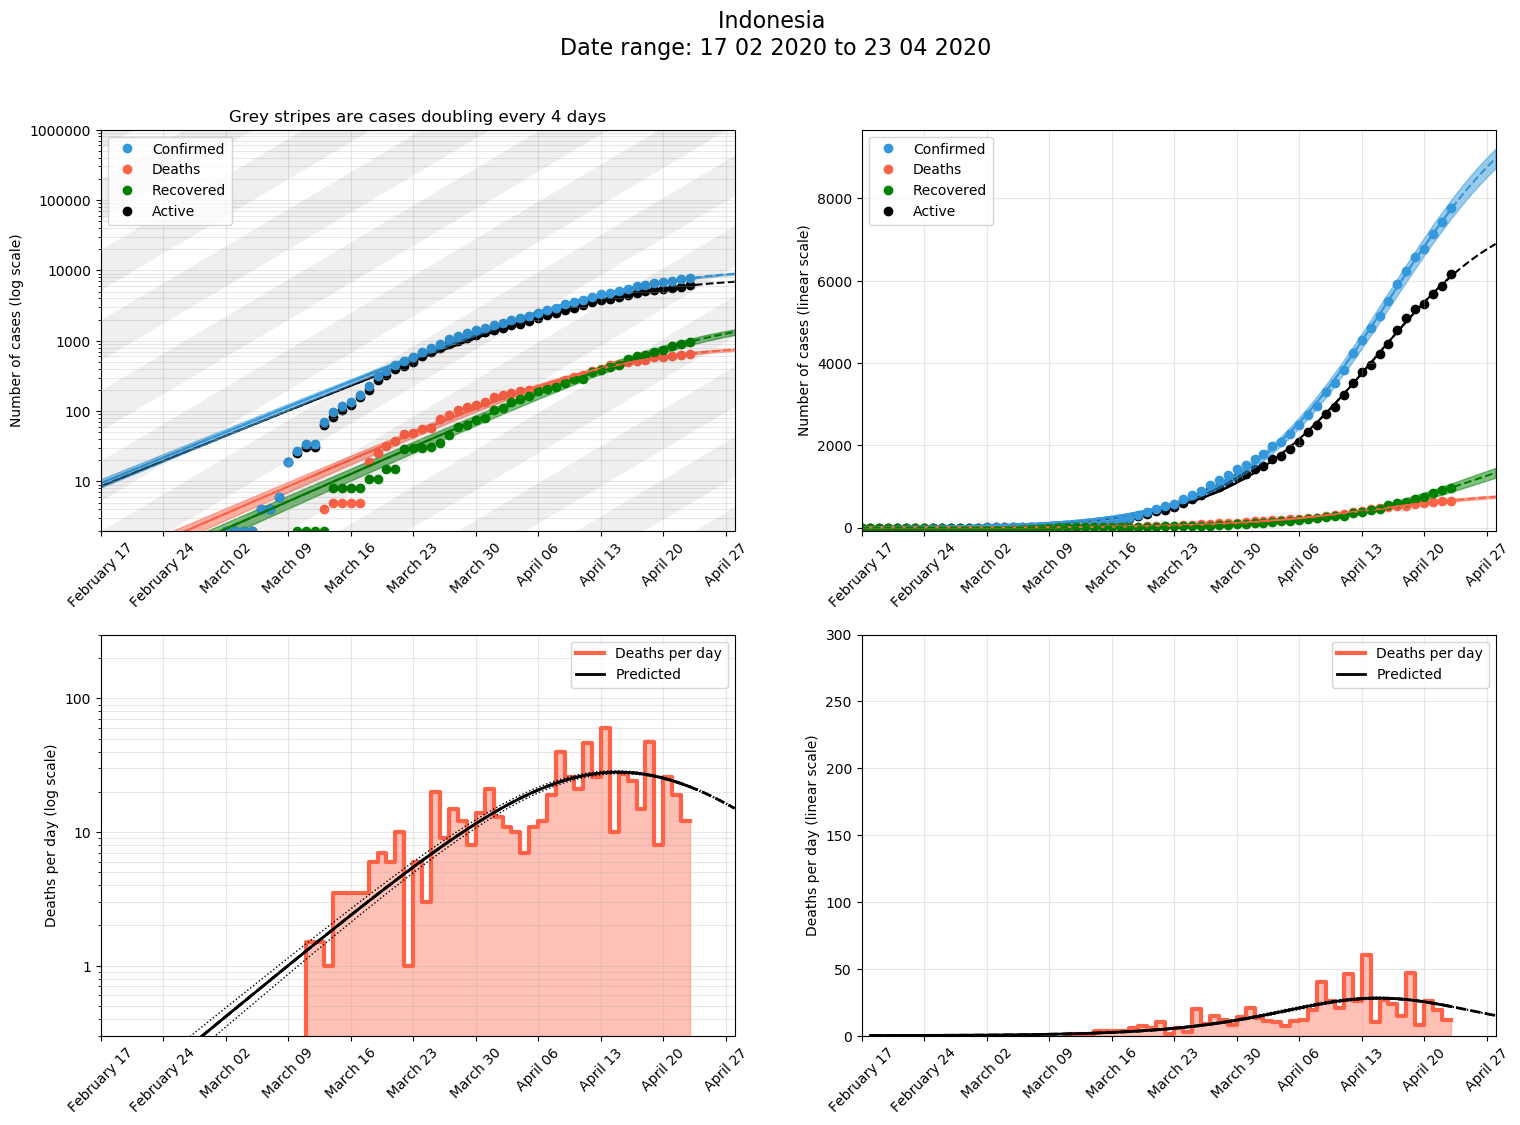 Indonesia
Date range: 17 02 2020 to 23 04 2020
Grey stripes are cases doubling every 4 days
Number of cases (log scale)
1000000
100000
10000
1000
100
10
Confirmed
Deaths
Recovered
Active
February 17
February 24
March 02
March 09
March 16
March 23
March 30
April 06
April 13
April 20
April 27
Number of cases (linear scale)
8000
6000
4000
2000
0
Confirmed
Deaths
Recovered
Active
February 17
February 24
March 02
March 09
March 16
March 23
March 30
April 06
April 13
April 20
April 27
Deaths per day (log scale)
100
10
1
Deaths per day
Predicted
February 17
February 24
March 02
March 09
March 16
March 23
March 30
April 06
April 13
April 20
April 27
Deaths per day (linear scale)
300
250
200
150
100
50
0
Deaths per day
Predicted
February 17
February 24
March 02
March 09
March 16
March 23
March 30
April 06
April 13
April 20
April 27